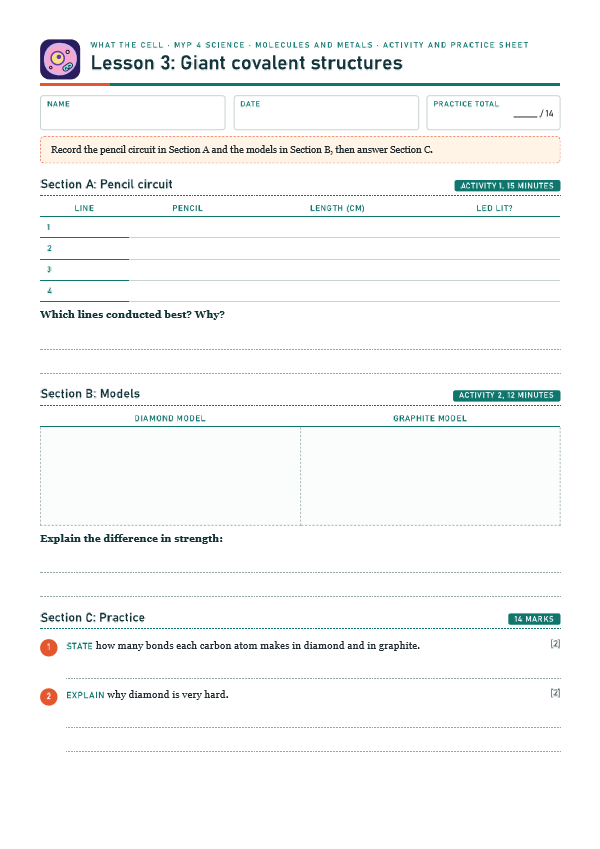 WHAT THE CELL · MYP 4 SCIENCE · MOLECULES AND METALS · ACTIVITY AND PRACTICE SHEET
Lesson 3: Giant covalent structures
NAME
DATE
PRACTICE TOTAL
_____ / 14
Record the pencil circuit in Section A and the models in Section B, then answer Section C.
Section A: Pencil circuit
ACTIVITY 1, 15 MINUTES
LINE PENCIL LENGTH (CM) LED LIT?
1
2
3
4
Which lines conducted best? Why?
Section B: Models
ACTIVITY 2, 12 MINUTES
DIAMOND MODEL GRAPHITE MODEL
Explain the difference in strength:
Section C: Practice
14 MARKS
1 STATE how many bonds each carbon atom makes in diamond and in graphite. [2]
2 EXPLAIN why diamond is very hard. [2]